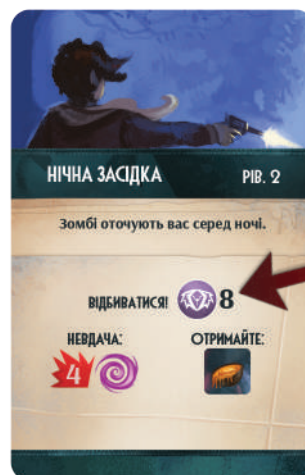 НІЧНА ЗАСІДКА РІВ. 2
Зомбі оточують вас серед ночі.
ВІДБИВАТИСЯ! 8
НЕВДАЧА: ОТРИМАЙТЕ:
4